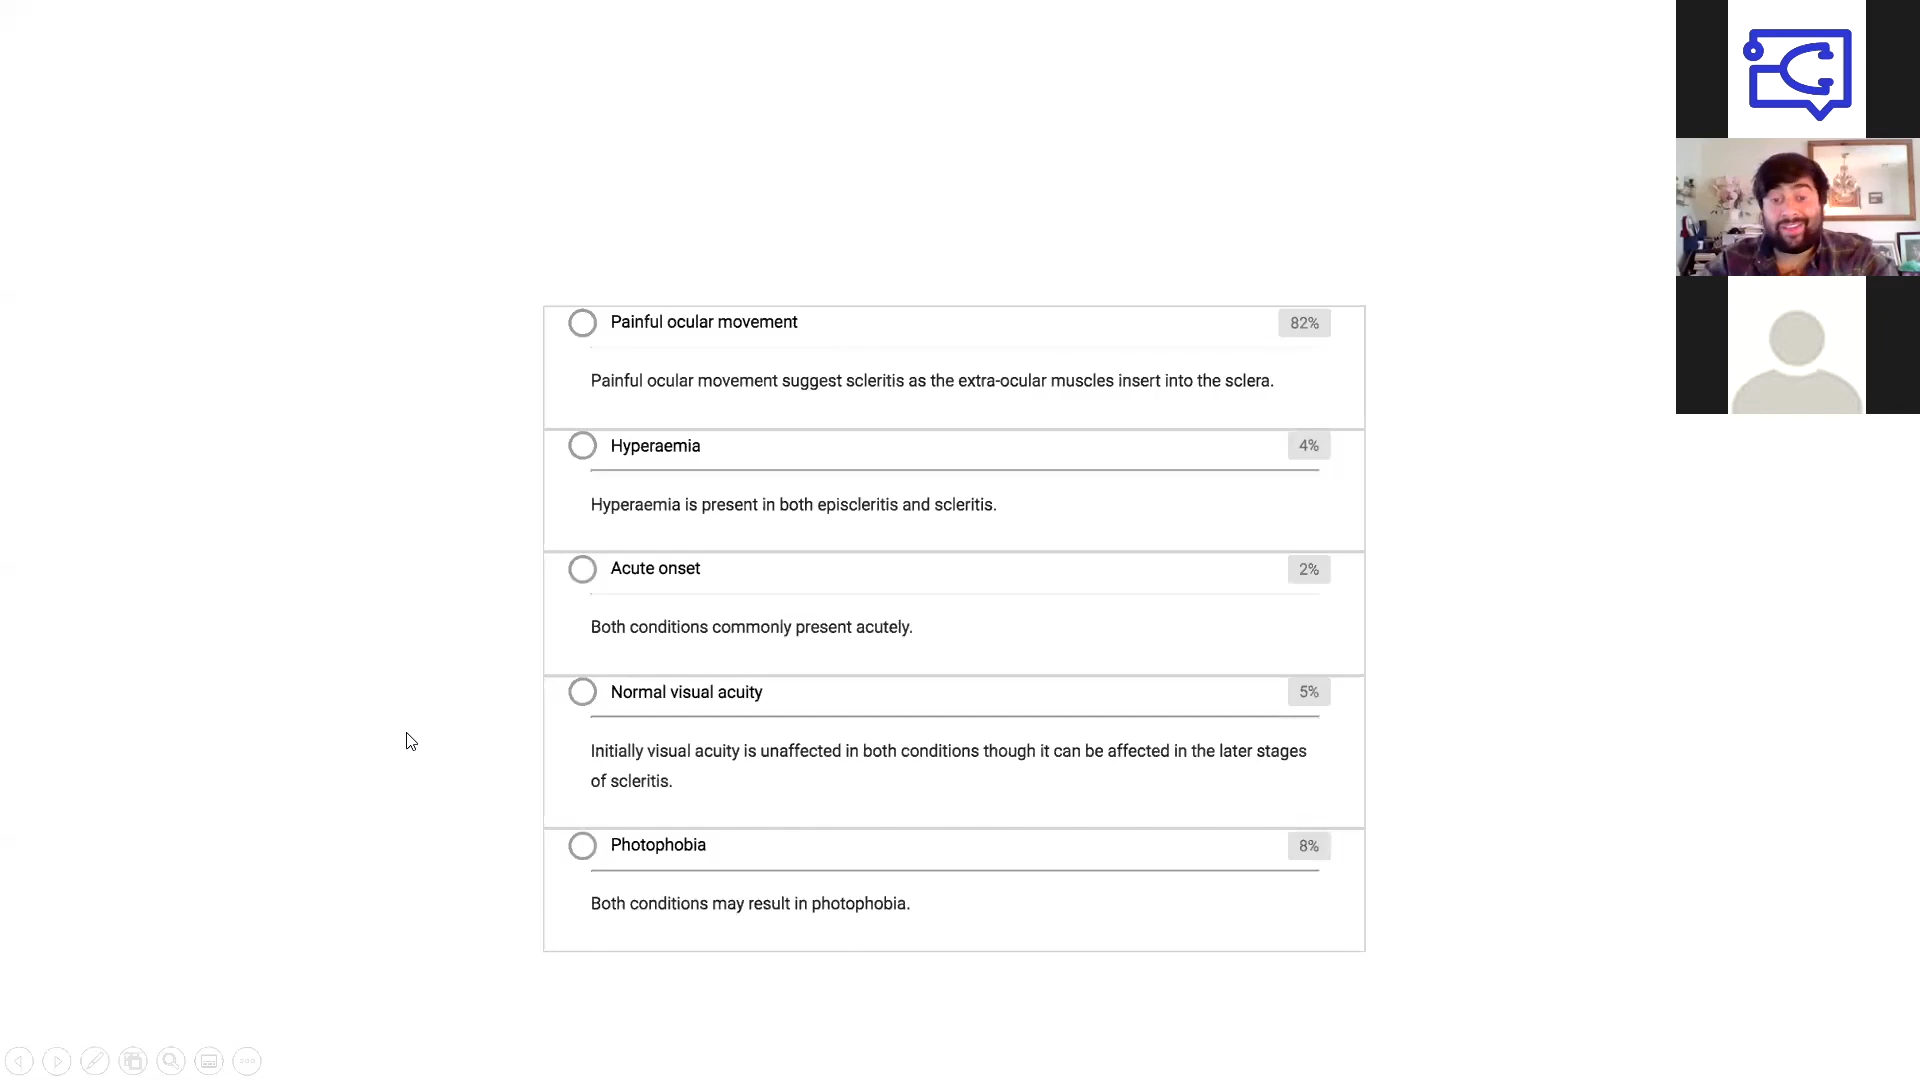 Painful ocular movement 82%
Painful ocular movement suggest scleritis as the extra-ocular muscles insert into the sclera.
Hyperaemia 4%
Hyperaemia is present in both episcleritis and scleritis.
Acute onset 2%
Both conditions commonly present acutely.
Normal visual acuity 5%
Initially visual acuity is unaffected in both conditions though it can be affected in the later stages
of scleritis.
Photophobia 8%
Both conditions may result in photophobia.